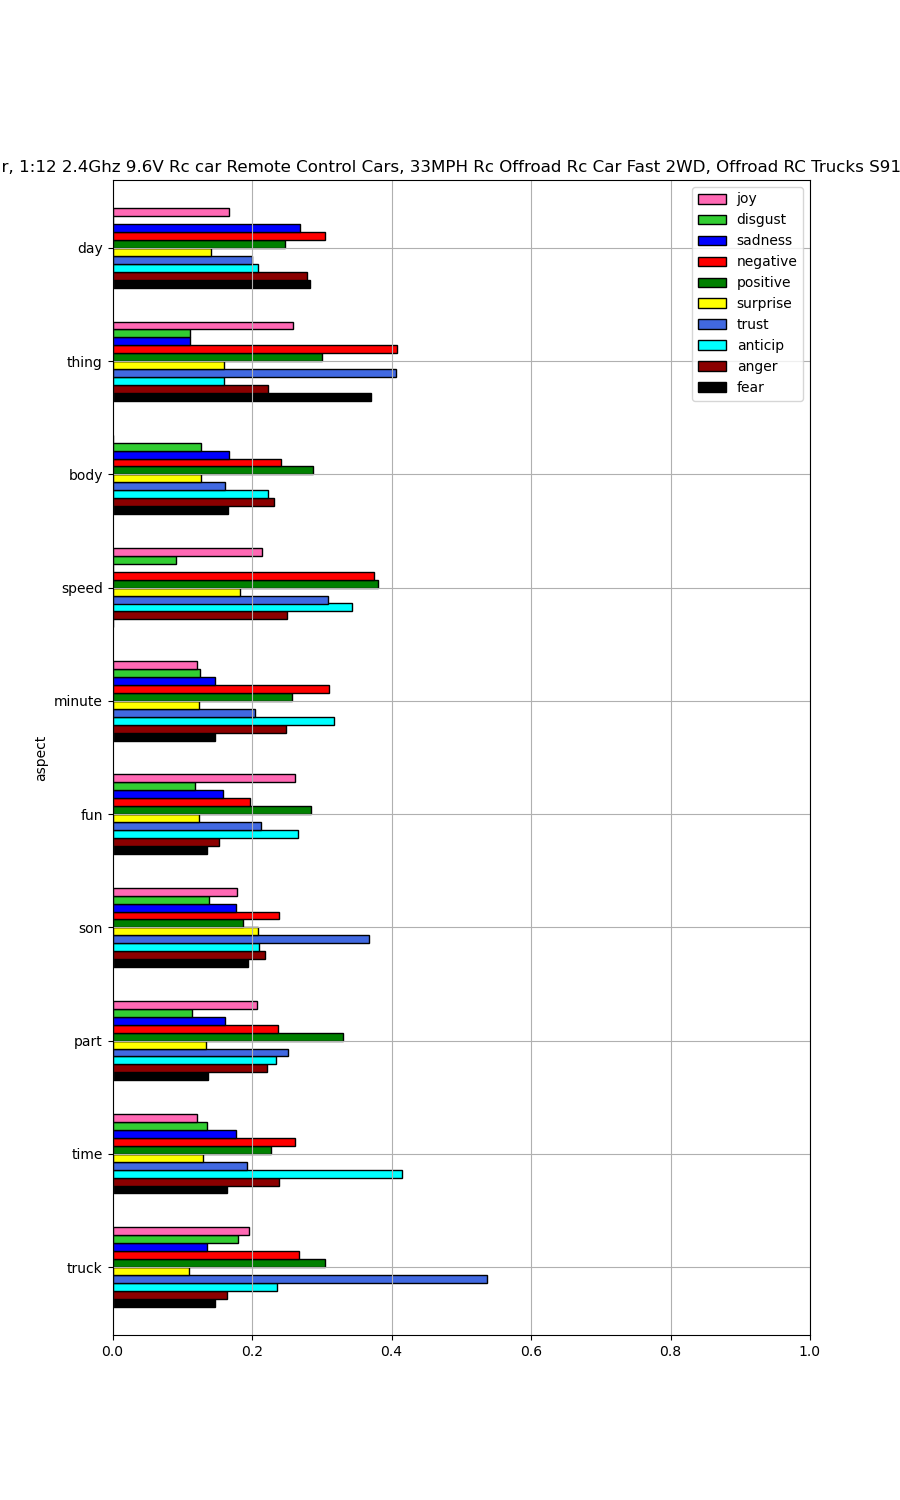 r, 1:12 2.4Ghz 9.6V Rc car Remote Control Cars, 33MPH Rc Offroad Rc Car Fast 2WD, Offroad RC Trucks S91
joy
disgust
sadness
negative
positive
surprise
trust
anticip
anger
fear
day
thing
body
speed
minute
aspect
fun
son
part
time
truck
0.0 0.2 0.4 0.6 0.8 1.0